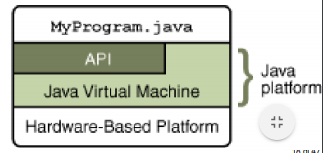 MyProgram.java
API
Java Virtual Machine
Hardware-Based Platform
Java
platform